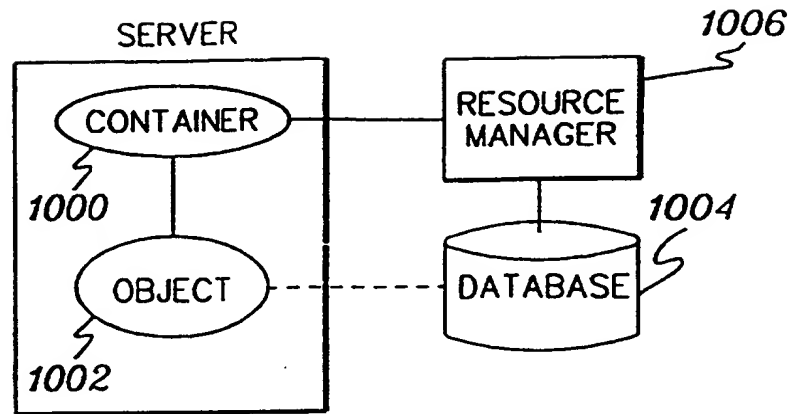 SERVER
1006
CONTAINER
RESOURCE
MANAGER
1000
1004
OBJECT
DATABASE
1002